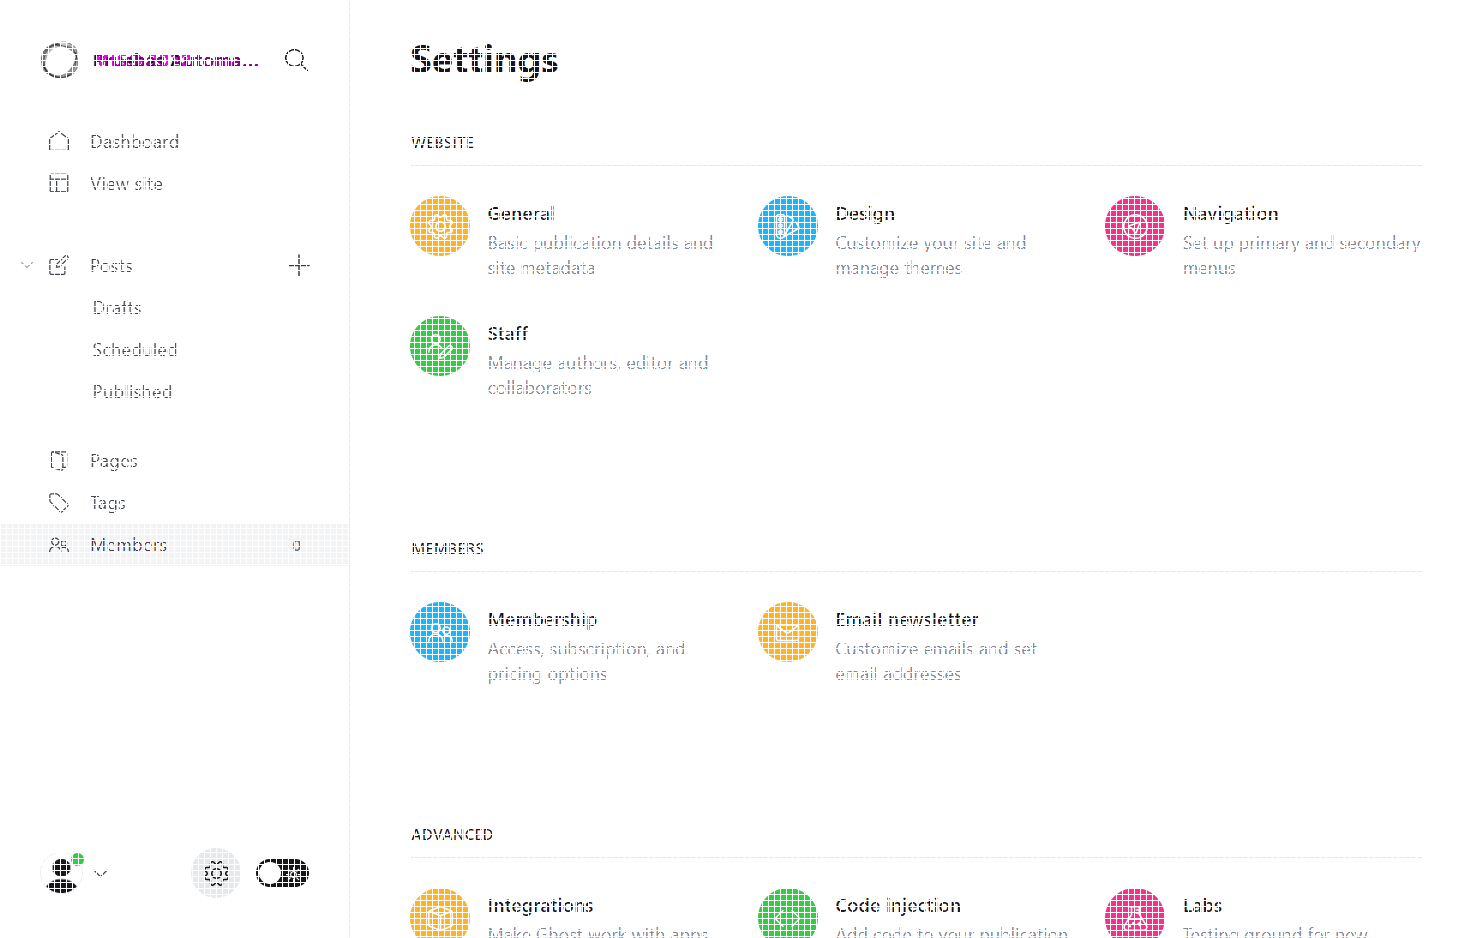 Dashboard
View site
Posts
Drafts
Scheduled
Published
Pages
Tags
Members 0
Settings
WEBSITE
General
Basic publication details and
site metadata
Design
Customize your site and
manage themes
Navigation
Set up primary and secondary
menus
Staff
Manage authors, editor and
collaborators
MEMBERS
Membership
Access, subscription, and
pricing options
Email newsletter
Customize emails and set
email addresses
ADVANCED
Integrations
Make Ghost work with apps
Code injection
Add code to your publication
Labs
Testing ground for new